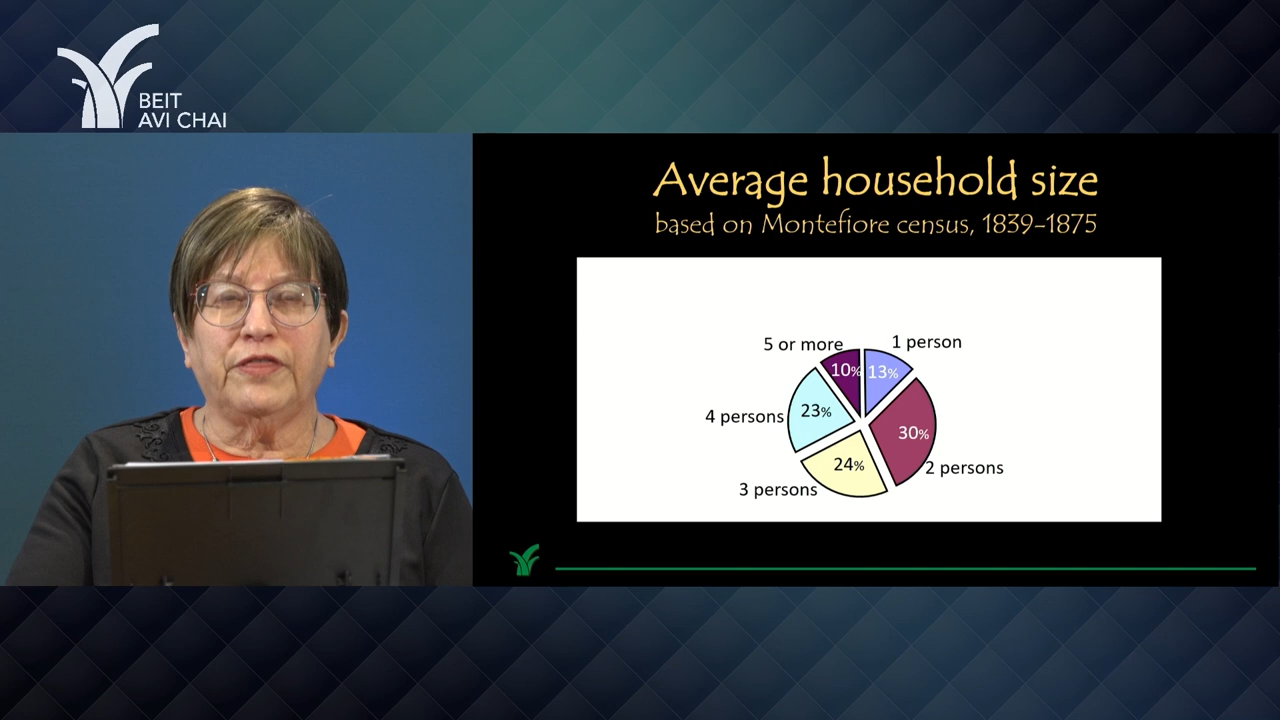 BEIT
AVI CHAI
Average household size
based on Montefiore census, 1839–1875
5 or more
1 person
10%
13%
4 persons
23%
30%
24%
2 persons
3 persons